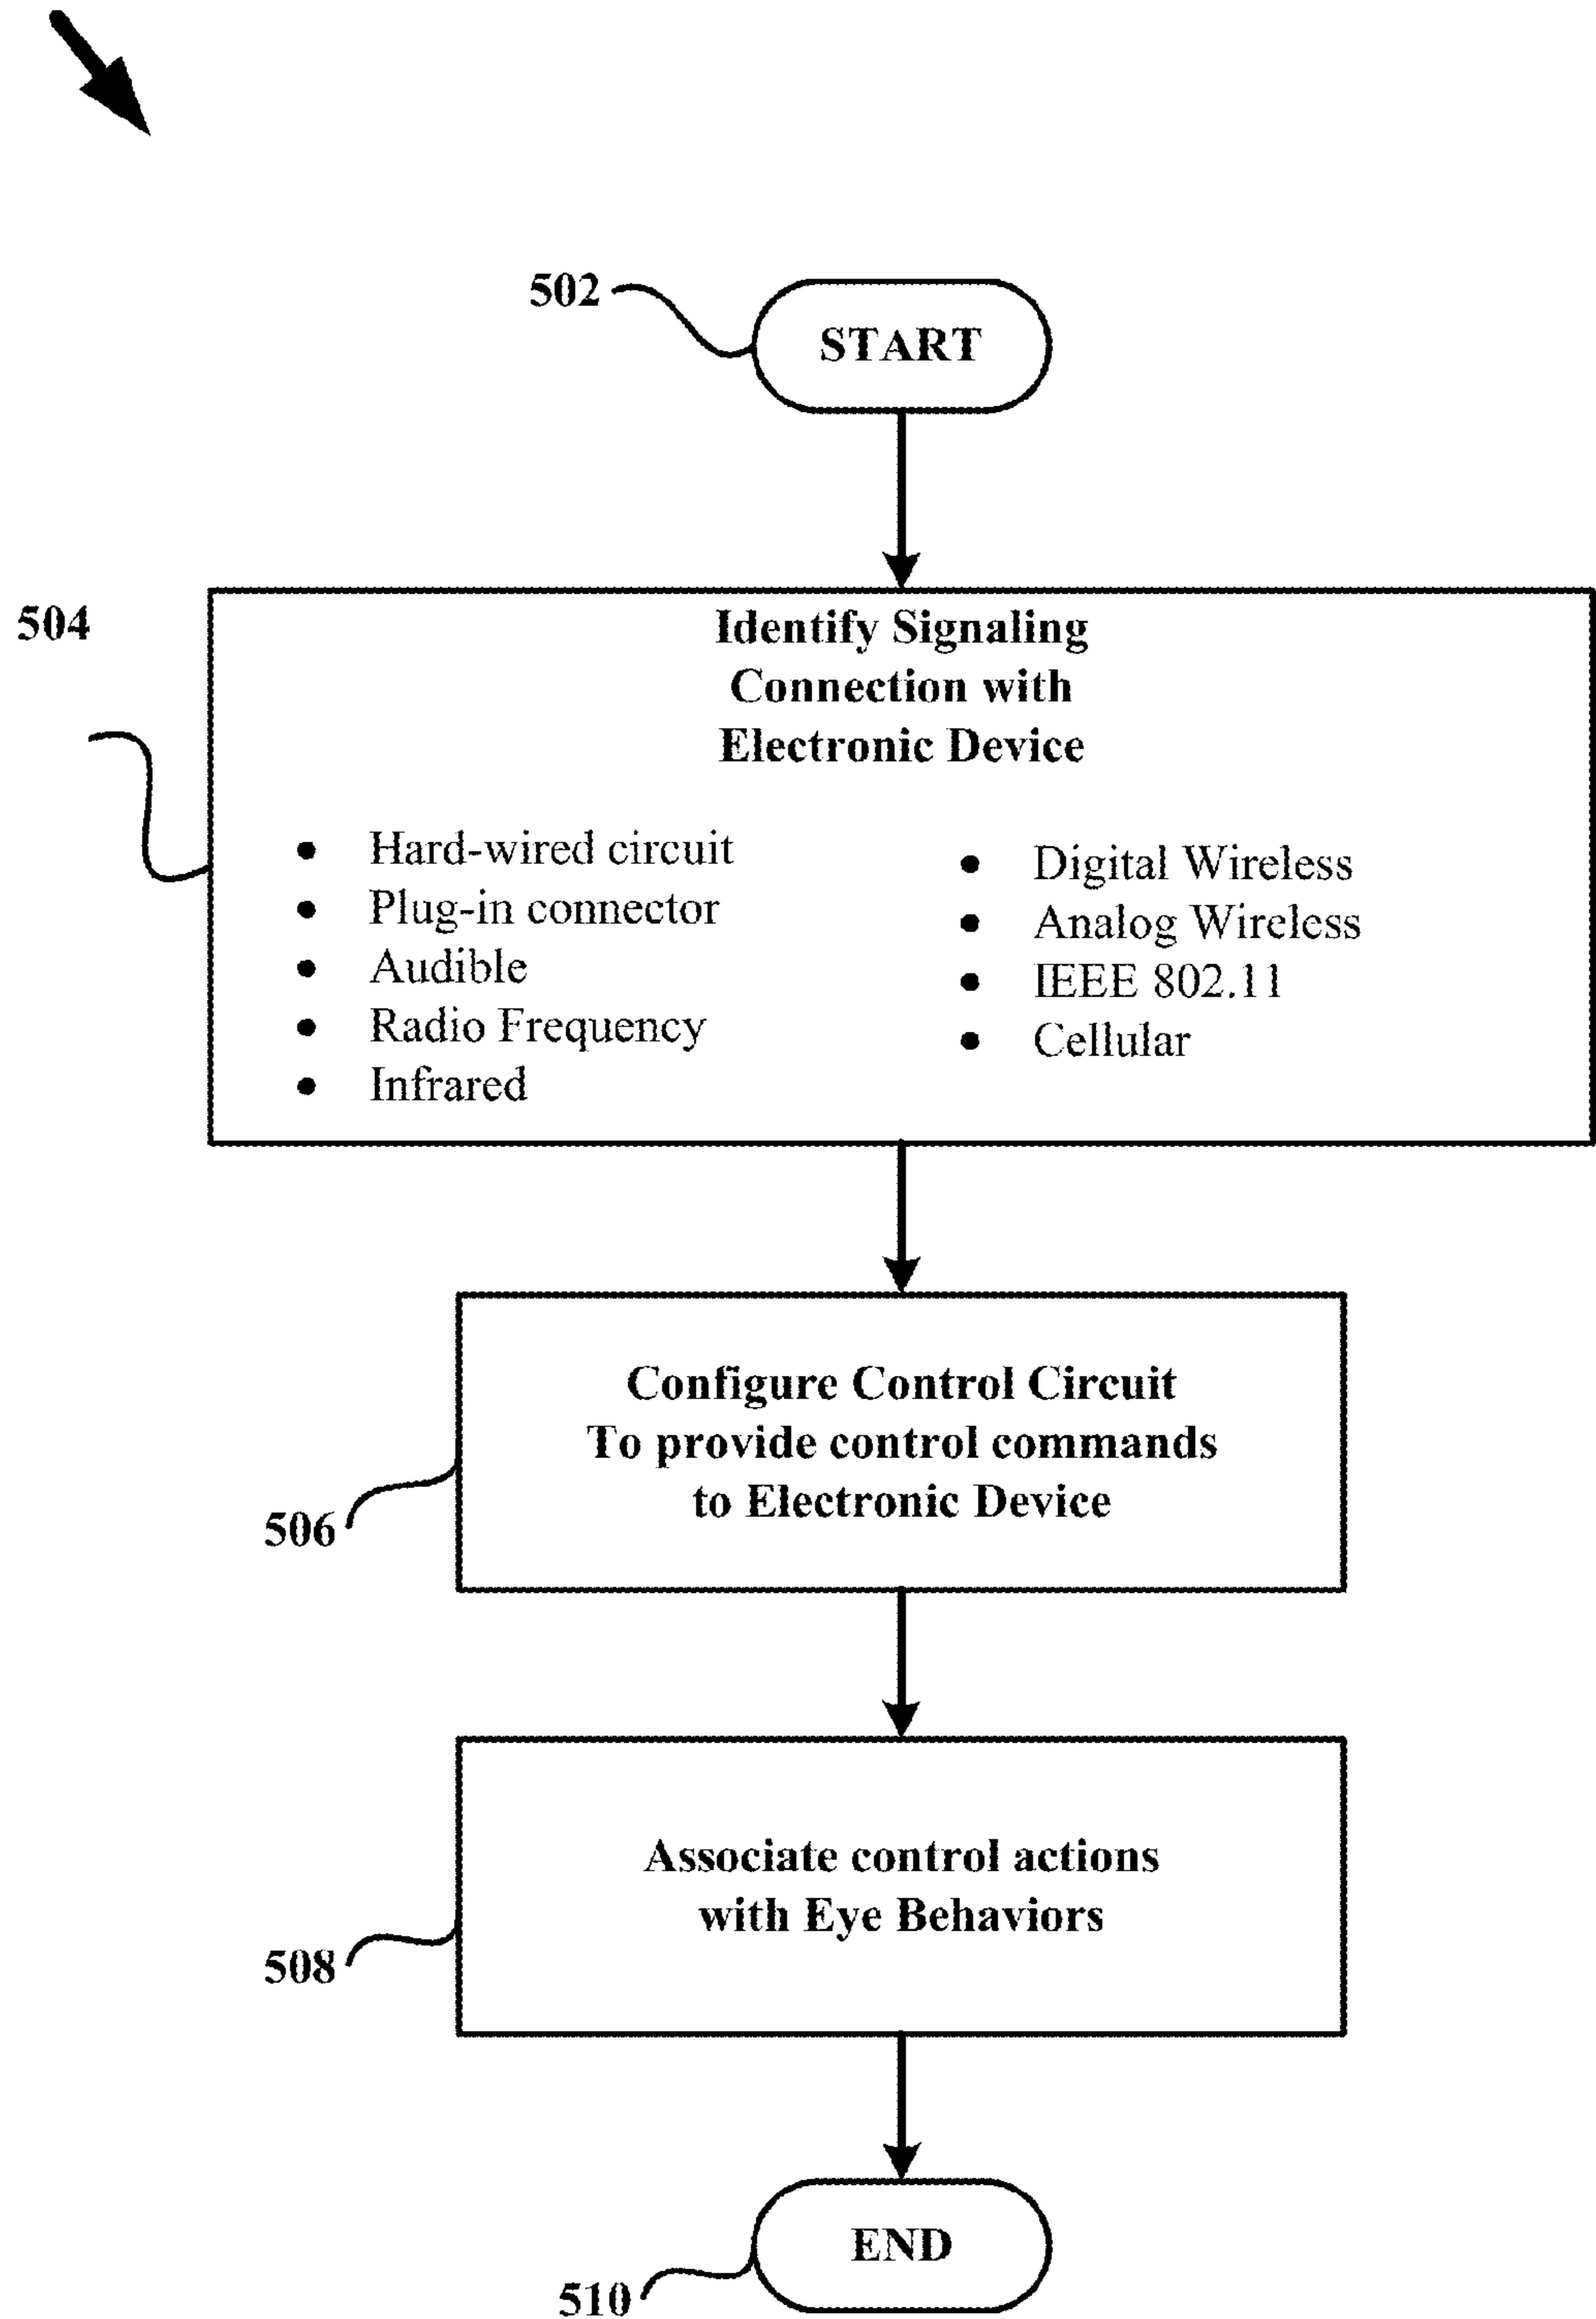 502
START
504
Identify Signaling
Connection with
Electronic Device
• Hard-wired circuit
• Plug-in connector
• Audible
• Radio Frequency
• Infrared
• Digital Wireless
• Analog Wireless
• IEEE 802.11
• Cellular
Configure Control Circuit
To provide control commands
to Electronic Device
506
Associate control actions
with Eye Behaviors
508
END
510